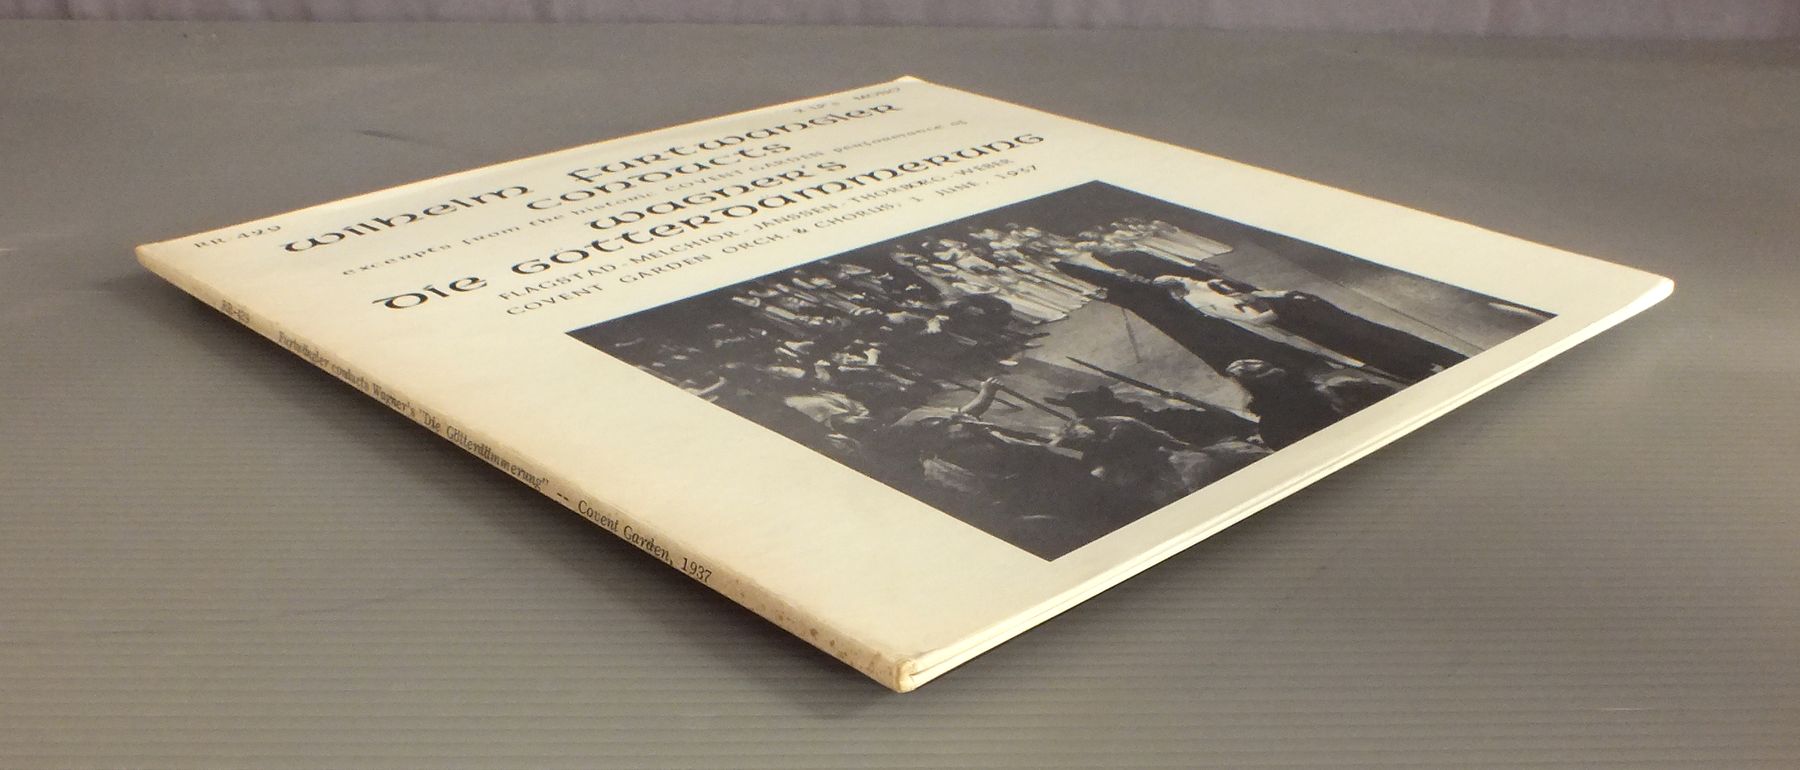 RR-429
2 LP's MONO
Wilhelm Furtwangler
conducts
excerpts from the historic COVENT GARDEN performance of
Wagner's
Die Götterdämmerung
FLAGSTAD-MELCHIOR-JANSSEN-THORBORG-WEBER
COVENT GARDEN ORCH. & CHORUS, 1 JUNE, 1937
RR-429 Furtwängler conducts Wagner's "Die Götterdämmerung" -- Covent Garden, 1937